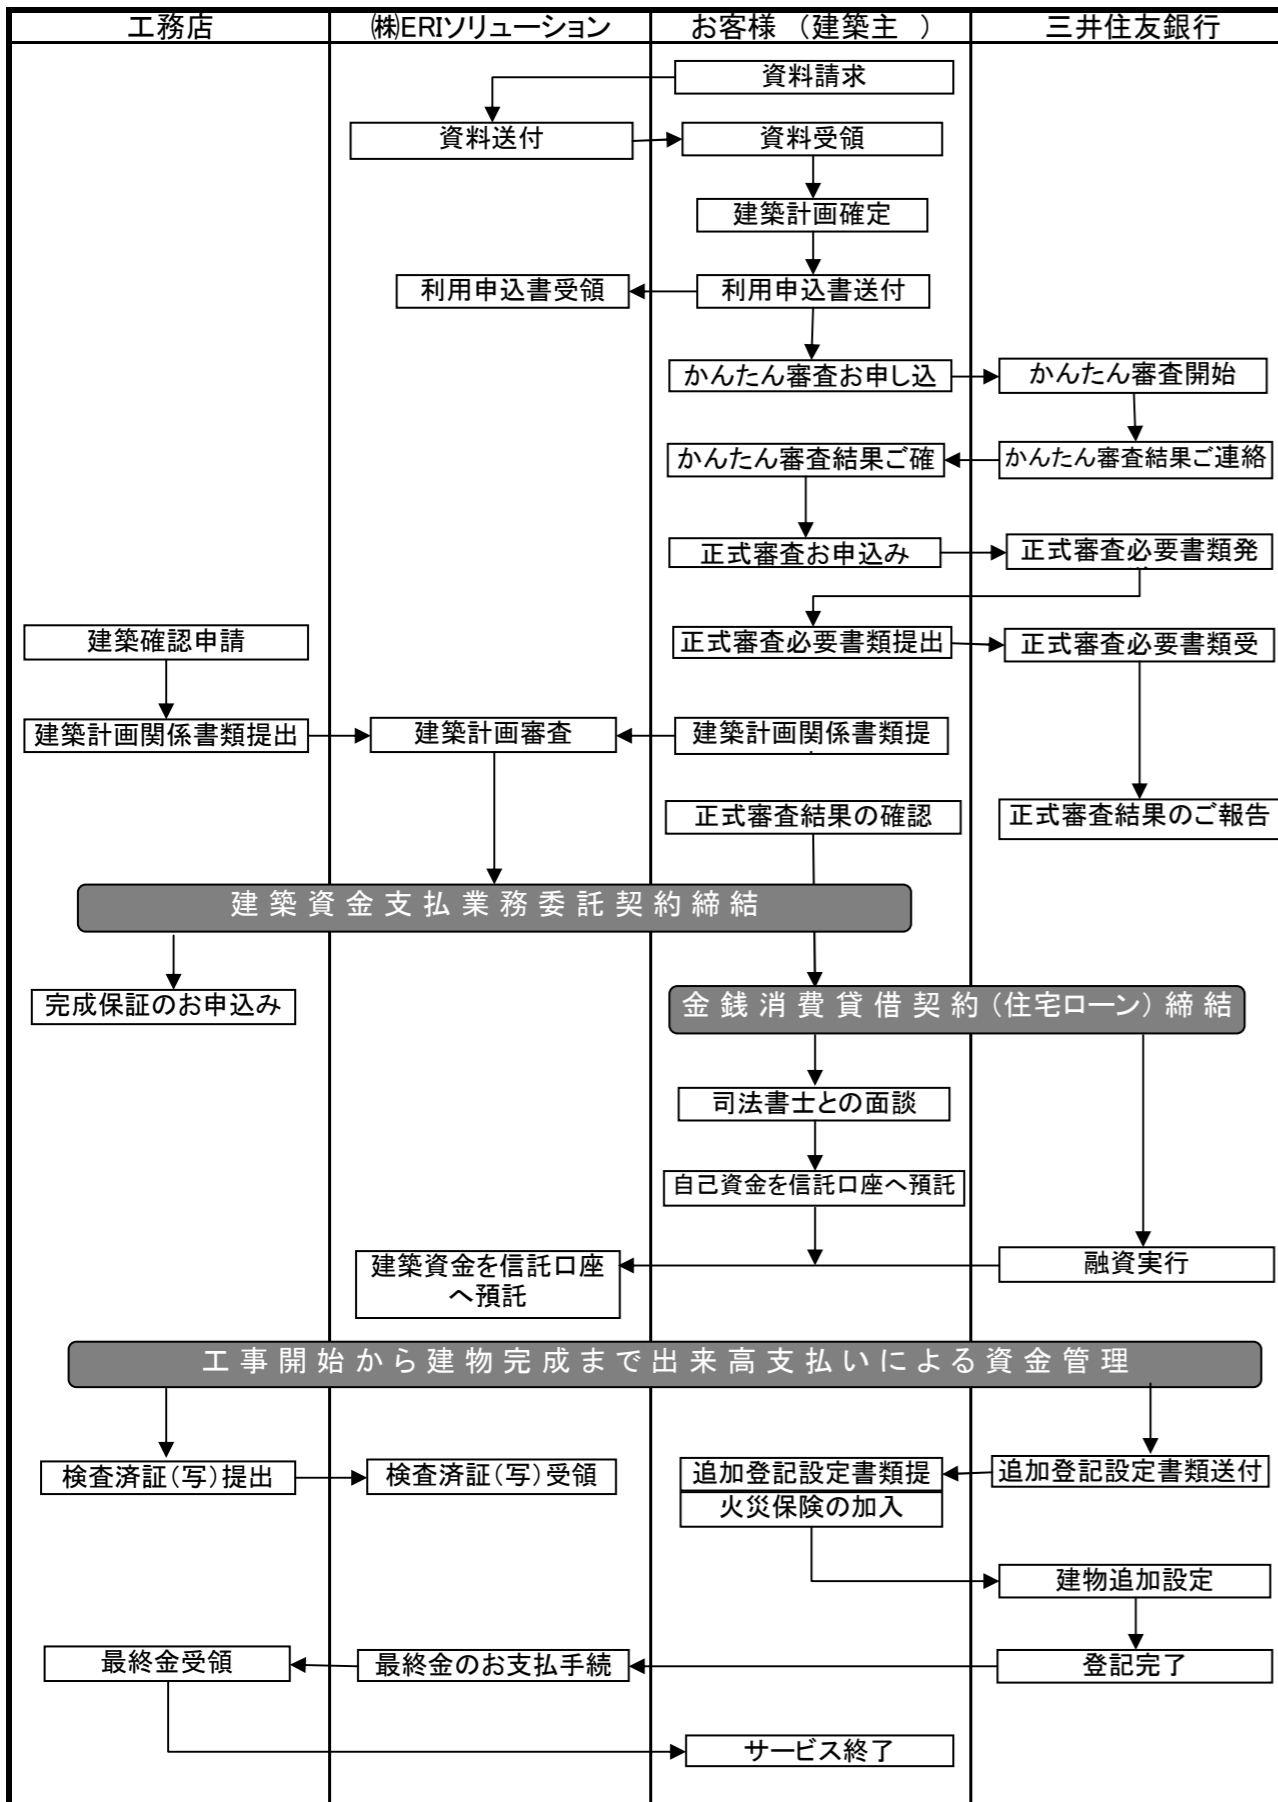 工務店
㈱ERIソリューション
お客様（建築主　）
三井住友銀行
資料請求
資料送付
資料受領
建築計画確定
利用申込書受領
利用申込書送付
かんたん審査お申し込
かんたん審査開始
かんたん審査結果ご確
かんたん審査結果ご連絡
正式審査お申込み
正式審査必要書類発
建築確認申請
正式審査必要書類提出
正式審査必要書類受
建築計画関係書類提出
建築計画審査
建築計画関係書類提
正式審査結果の確認
正式審査結果のご報告
建築資金支払業務委託契約締結
完成保証のお申込み
金銭消費貸借契約（住宅ローン）締結
司法書士との面談
自己資金を信託口座へ預託
建築資金を信託口座
へ預託
融資実行
工事開始から建物完成まで出来高支払いによる資金管理
検査済証（写）提出
検査済証（写）受領
追加登記設定書類提
追加登記設定書類送付
火災保険の加入
建物追加設定
最終金受領
最終金のお支払手続
登記完了
サービス終了